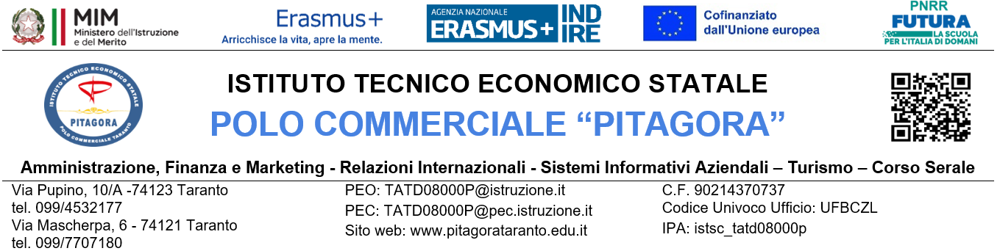 MIM
Ministero dell'Istruzione
e del Merito
Erasmus+
Arricchisce la vita, apre la mente.
AGENZIA NAZIONALE
ERASMUS+
IND
IRE
Cofinanziato
dall'Unione europea
PNRR
FUTURA
LA SCUOLA
PER L'ITALIA DI DOMANI
ISTITUTO TECNICO ECONOMICO STATALE
PITAGORA
POLO COMMERCIALE TARANTO
ISTITUTO TECNICO ECONOMICO STATALE
POLO COMMERCIALE “PITAGORA”
Amministrazione, Finanza e Marketing - Relazioni Internazionali - Sistemi Informativi Aziendali – Turismo – Corso Serale
Via Pupino, 10/A -74123 Taranto
tel. 099/4532177
Via Mascherpa, 6 - 74121 Taranto
tel. 099/7707180
PEO: TATD08000P@istruzione.it
PEC: TATD08000P@pec.istruzione.it
Sito web: www.pitagorataranto.edu.it
C.F. 90214370737
Codice Univoco Ufficio: UFBCZL
IPA: istsc_tatd08000p